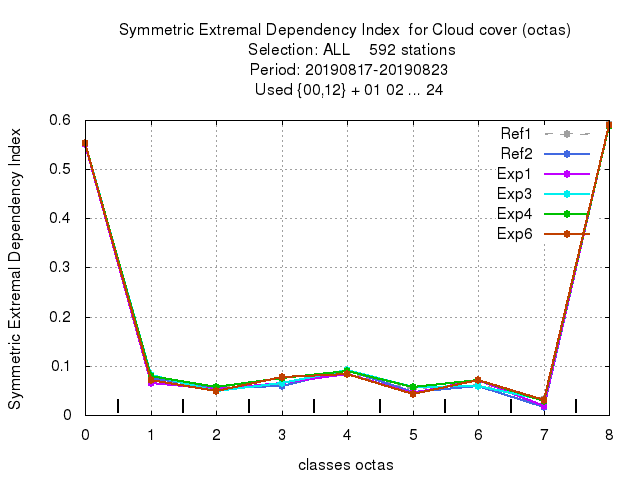 Symmetric Extremal Dependency Index for Cloud cover (octas)
Selection: ALL 592 stations
Period: 20190817-20190823
Used {00,12} + 01 02 ... 24
Symmetric Extremal Dependency Index
0.6
0.5
0.4
0.3
0.2
0.1
0
Ref1
Ref2
Exp1
Exp3
Exp4
Exp6
0 1 2 3 4 5 6 7 8
classes octas